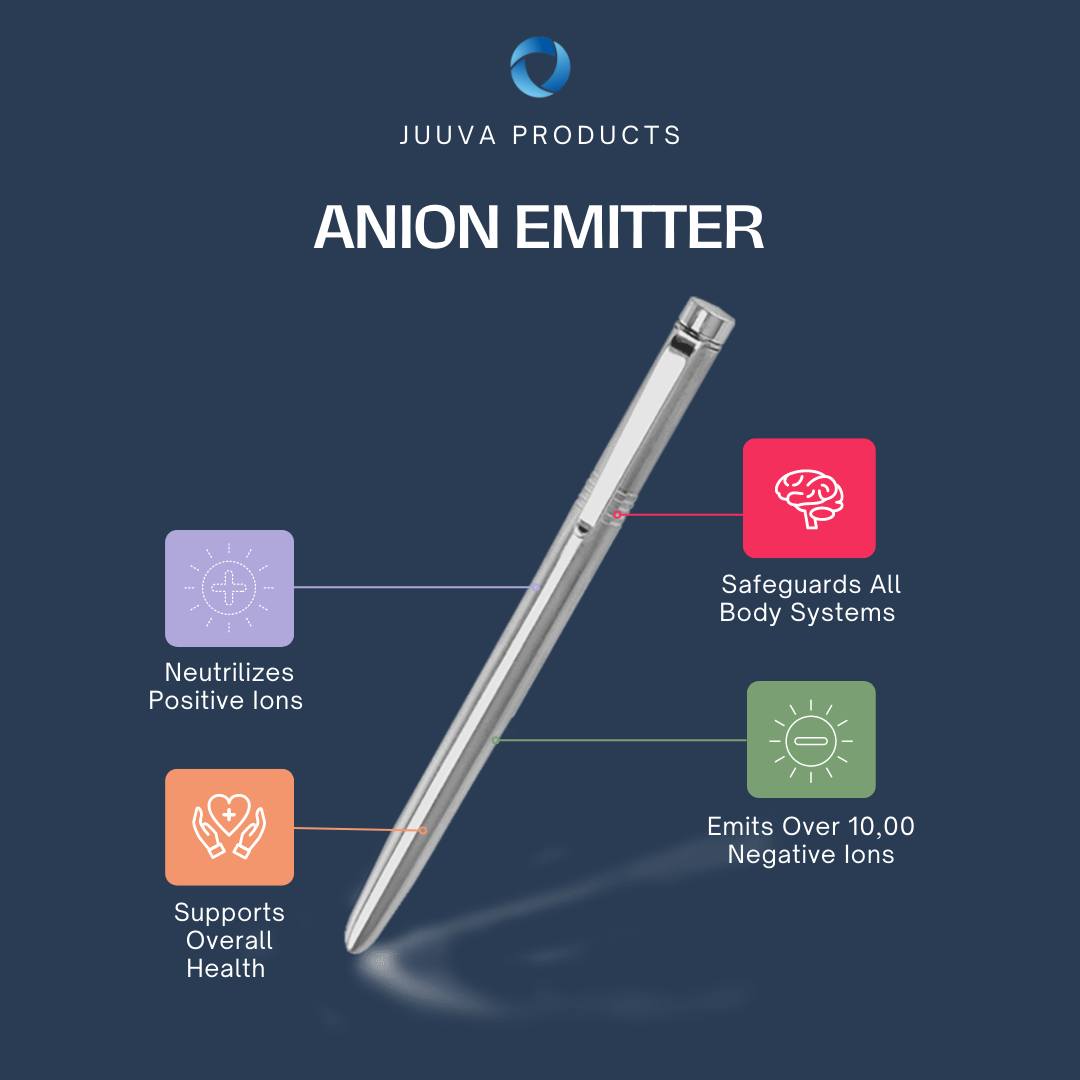 JUUVA PRODUCTS
ANION EMITTER
Safeguards All
Body Systems
Neutrilizes
Positive Ions
Emits Over 10,00
Negative Ions
Supports
Overall
Health